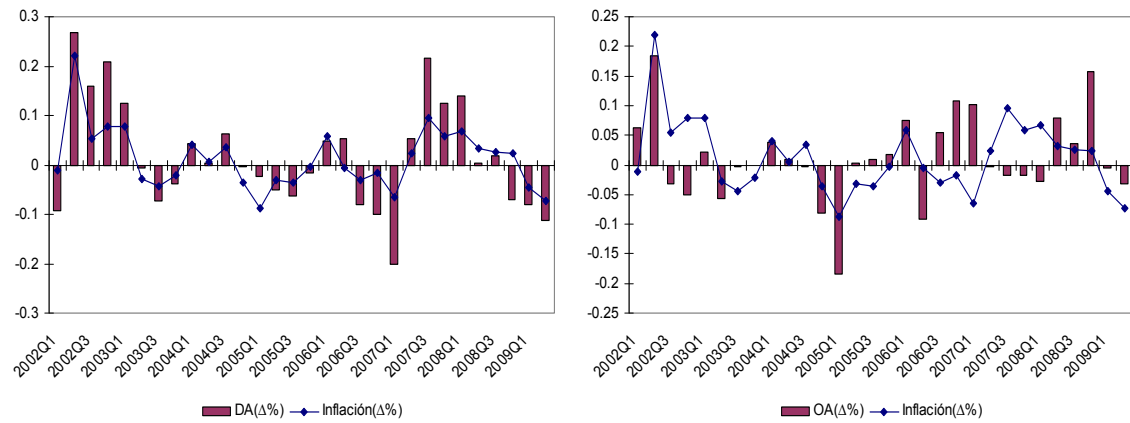 0.3
0.2
0.1
0
-0.1
-0.2
-0.3
2002Q1
2002Q3
2003Q1
2003Q3
2004Q1
2004Q3
2005Q1
2005Q3
2006Q1
2006Q3
2007Q1
2007Q3
2008Q1
2008Q3
2009Q1
DA(Δ%) Inflación(Δ%)
0.25
0.2
0.15
0.1
0.05
0
-0.05
-0.1
-0.15
-0.2
-0.25
2002Q1
2002Q3
2003Q1
2003Q3
2004Q1
2004Q3
2005Q1
2005Q3
2006Q1
2006Q3
2007Q1
2007Q3
2008Q1
2008Q3
2009Q1
OA(Δ%) Inflación(Δ%)